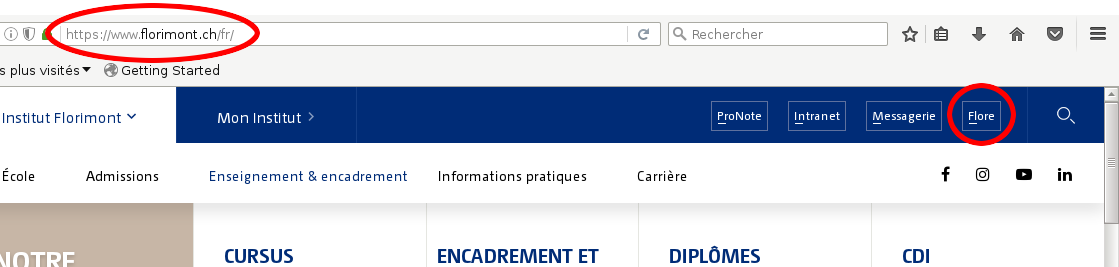 https://www.florimont.ch/fr/
Rechercher
s plus visités
Getting Started
Institut Florimont
Mon Institut
ProNote
Intranet
Messagerie
Flore
École
Admissions
Enseignement & encadrement
Informations pratiques
Carrière
NOTRE
CURSUS
ENCADREMENT ET
DIPLÔMES
CDI